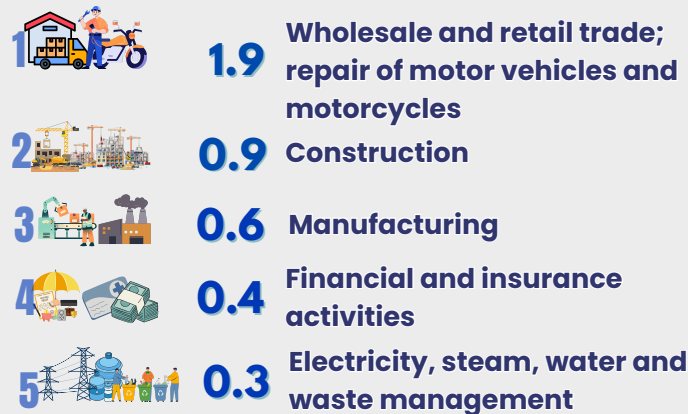 1
1.9
Wholesale and retail trade;
repair of motor vehicles and
motorcycles
2
0.9
Construction
3
0.6
Manufacturing
4
0.4
Financial and insurance
activities
5
0.3
Electricity, steam, water and
waste management